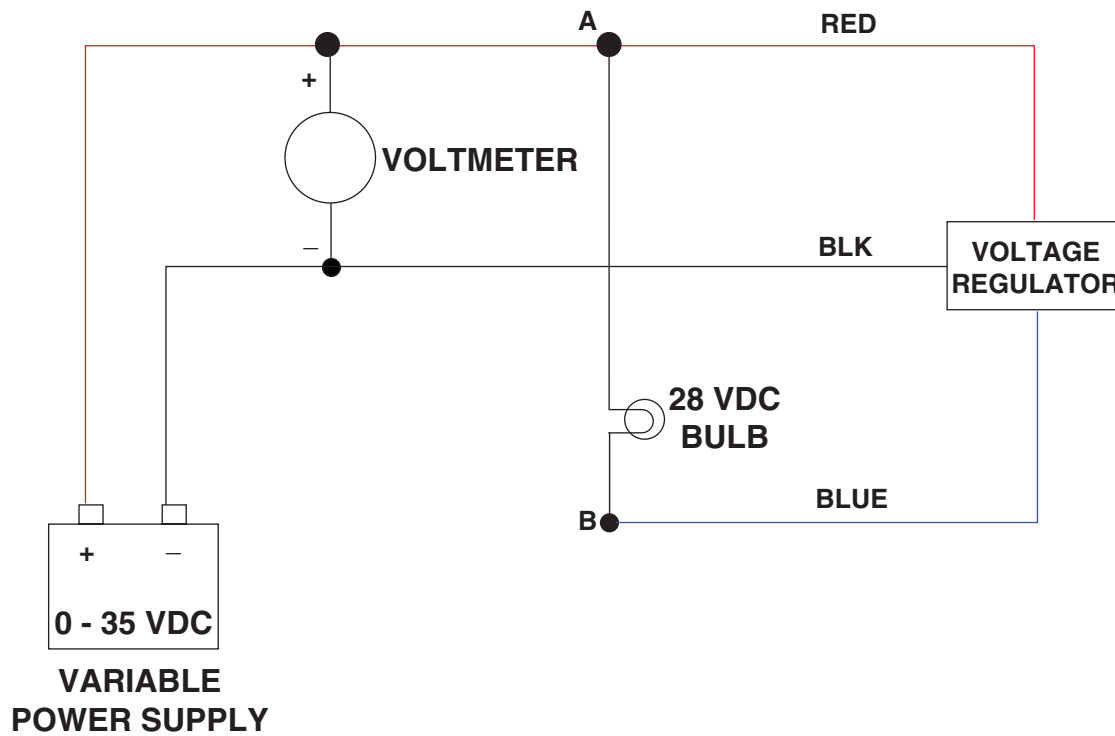 A
RED
+
VOLTMETER
–
BLK
VOLTAGE
REGULATOR
28 VDC
BULB
B
BLUE
+ –
0 - 35 VDC
VARIABLE
POWER SUPPLY